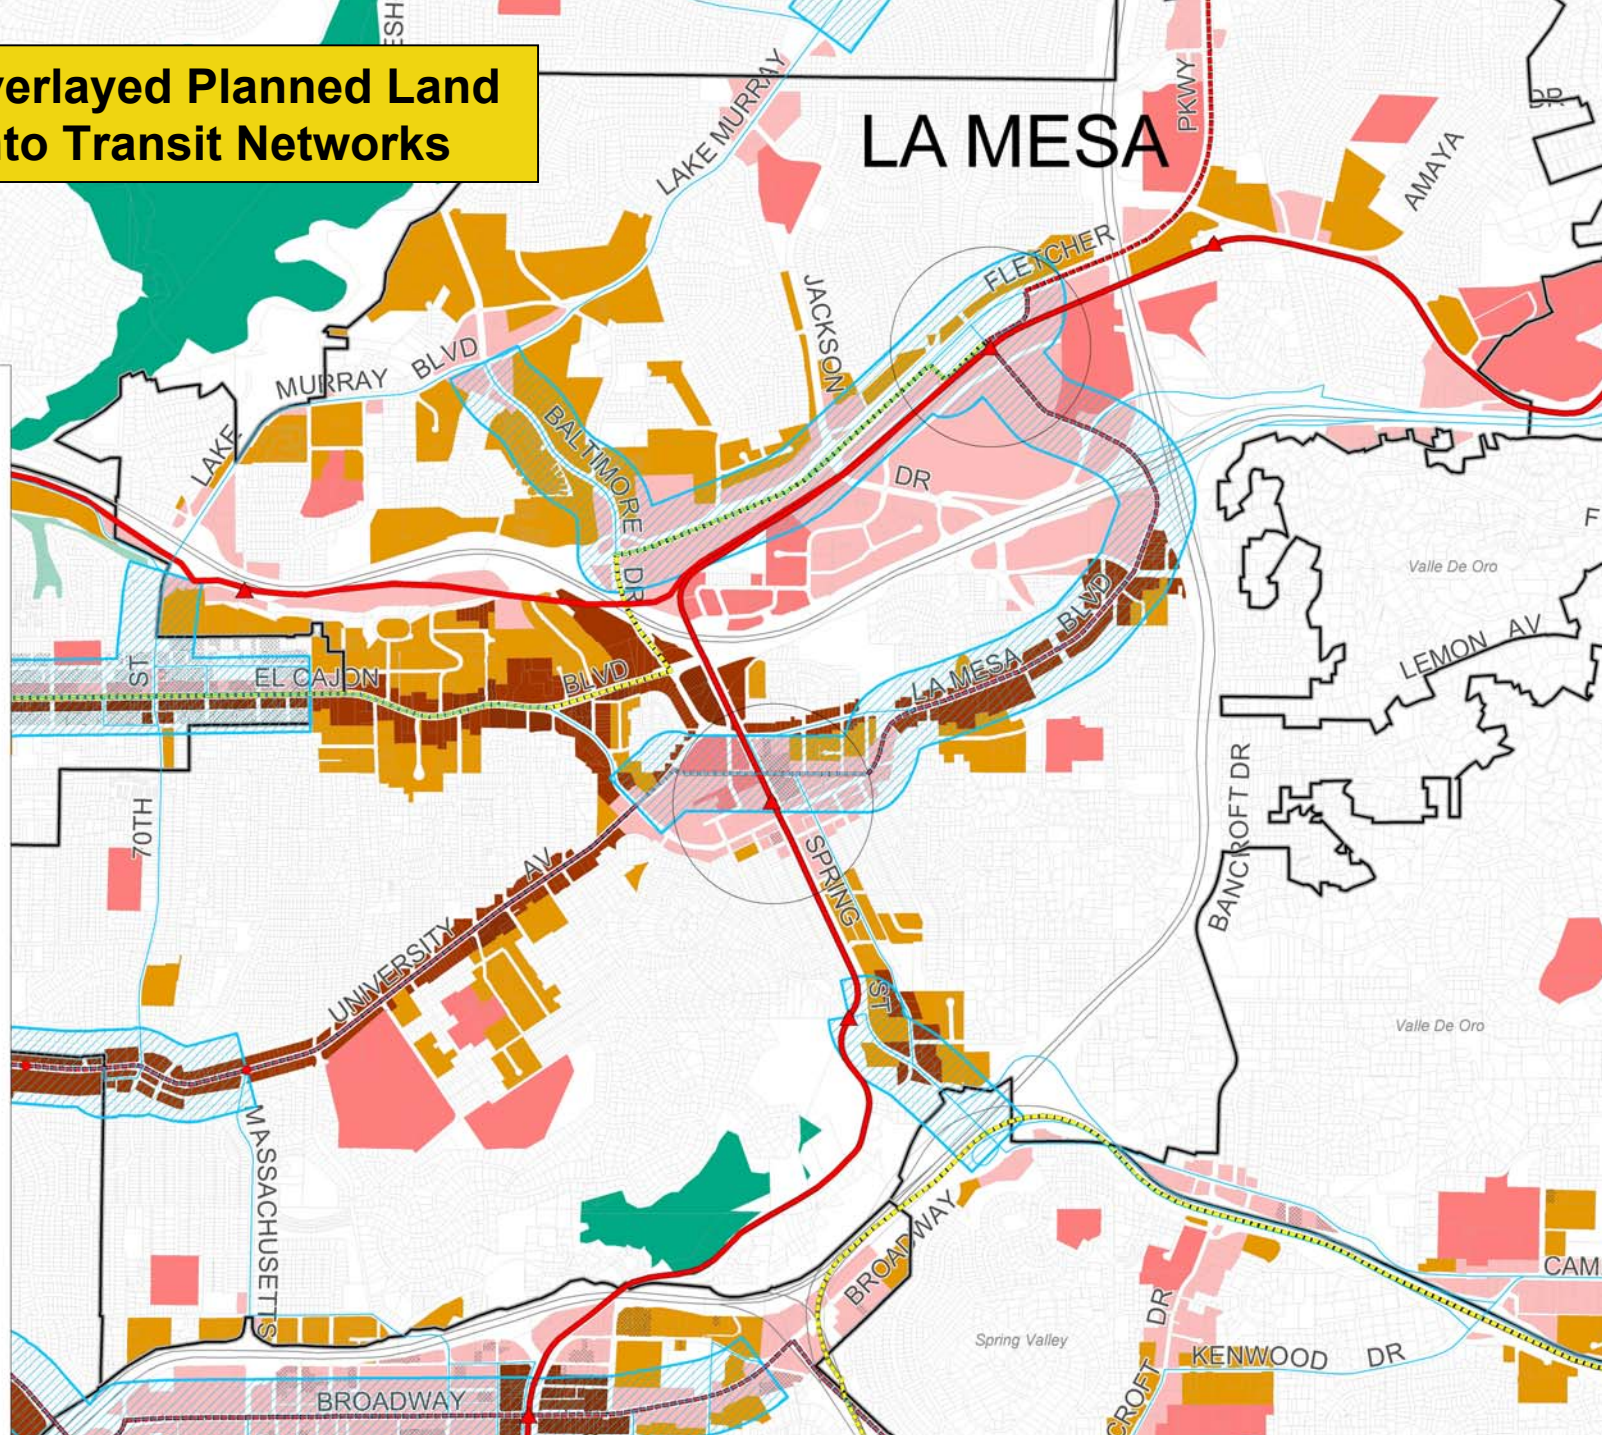 ESH
verlayed Planned Land
nto Transit Networks
LAKE MURRAY
LA MESA
PKWY
DR
AMAYA
FLETCHER
JACKSON
MURRAY BLVD
LAKE
BALTIMORE
DR
DR
F
Valle De Oro
BLVD
LEMON AV
LA MESA
ST
EL CAJON
BLVD
BANCROFT DR
70TH
SPRING
AV
UNIVERSITY
ST
Valle De Oro
MASSACHUSETTS
BROADWAY
CAM
DR
Spring Valley
KENWOOD DR
CROFT
BROADWAY